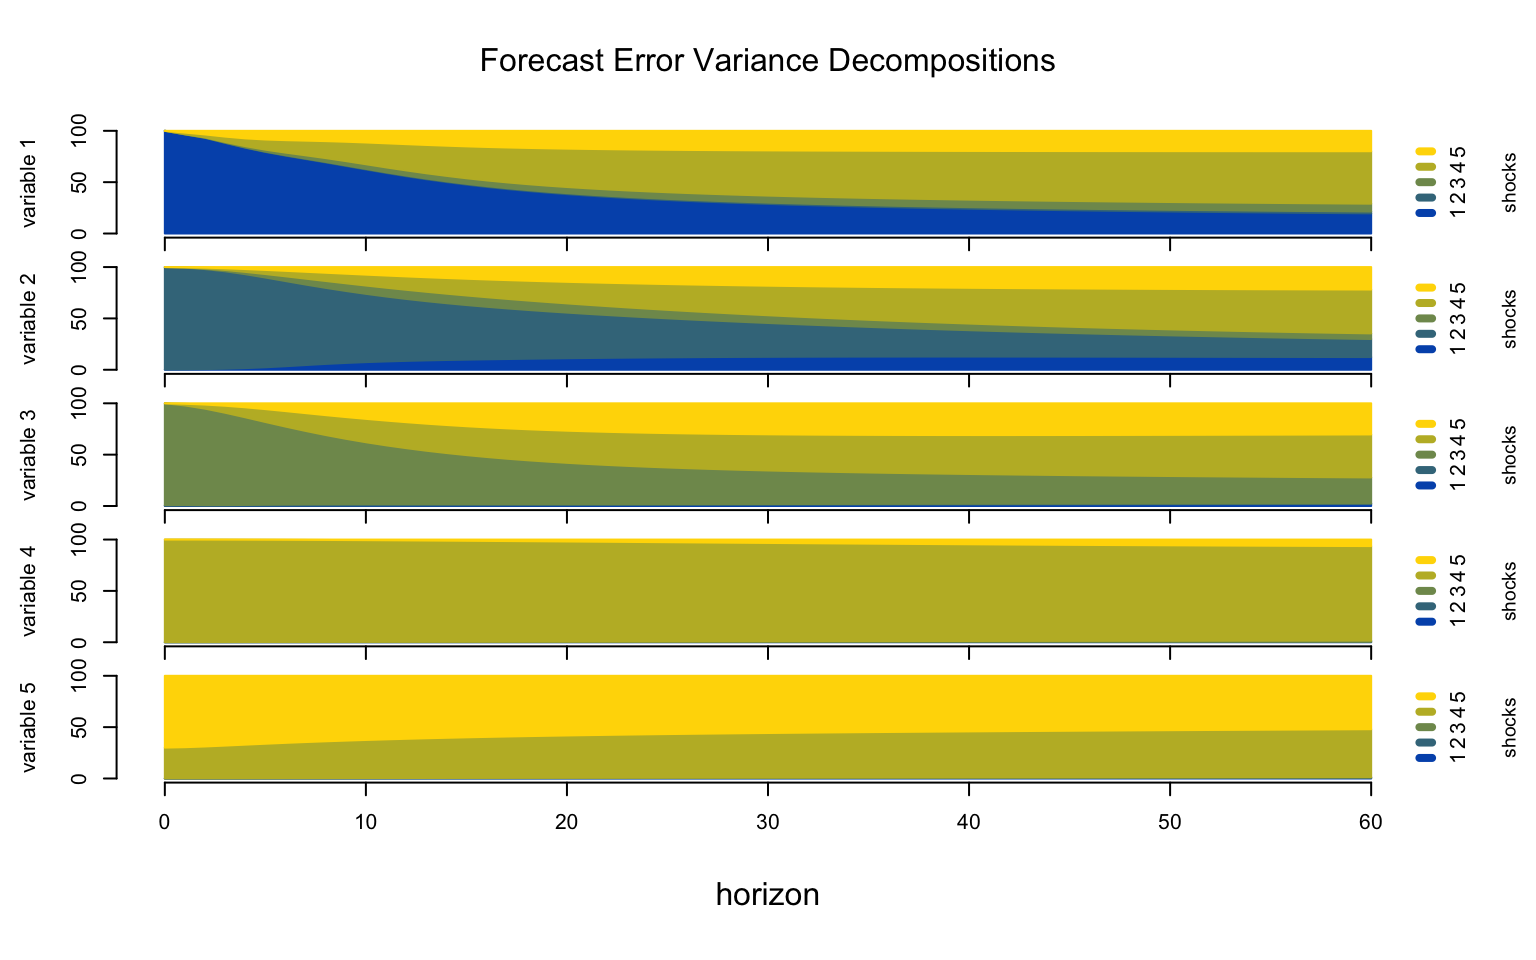 Forecast Error Variance Decompositions
variable 1
0 50 100
1 2 3 4 5
shocks
variable 2
0 50 100
1 2 3 4 5
shocks
variable 3
0 50 100
1 2 3 4 5
shocks
variable 4
0 50 100
1 2 3 4 5
shocks
variable 5
0 50 100
1 2 3 4 5
shocks
0 10 20 30 40 50 60
horizon